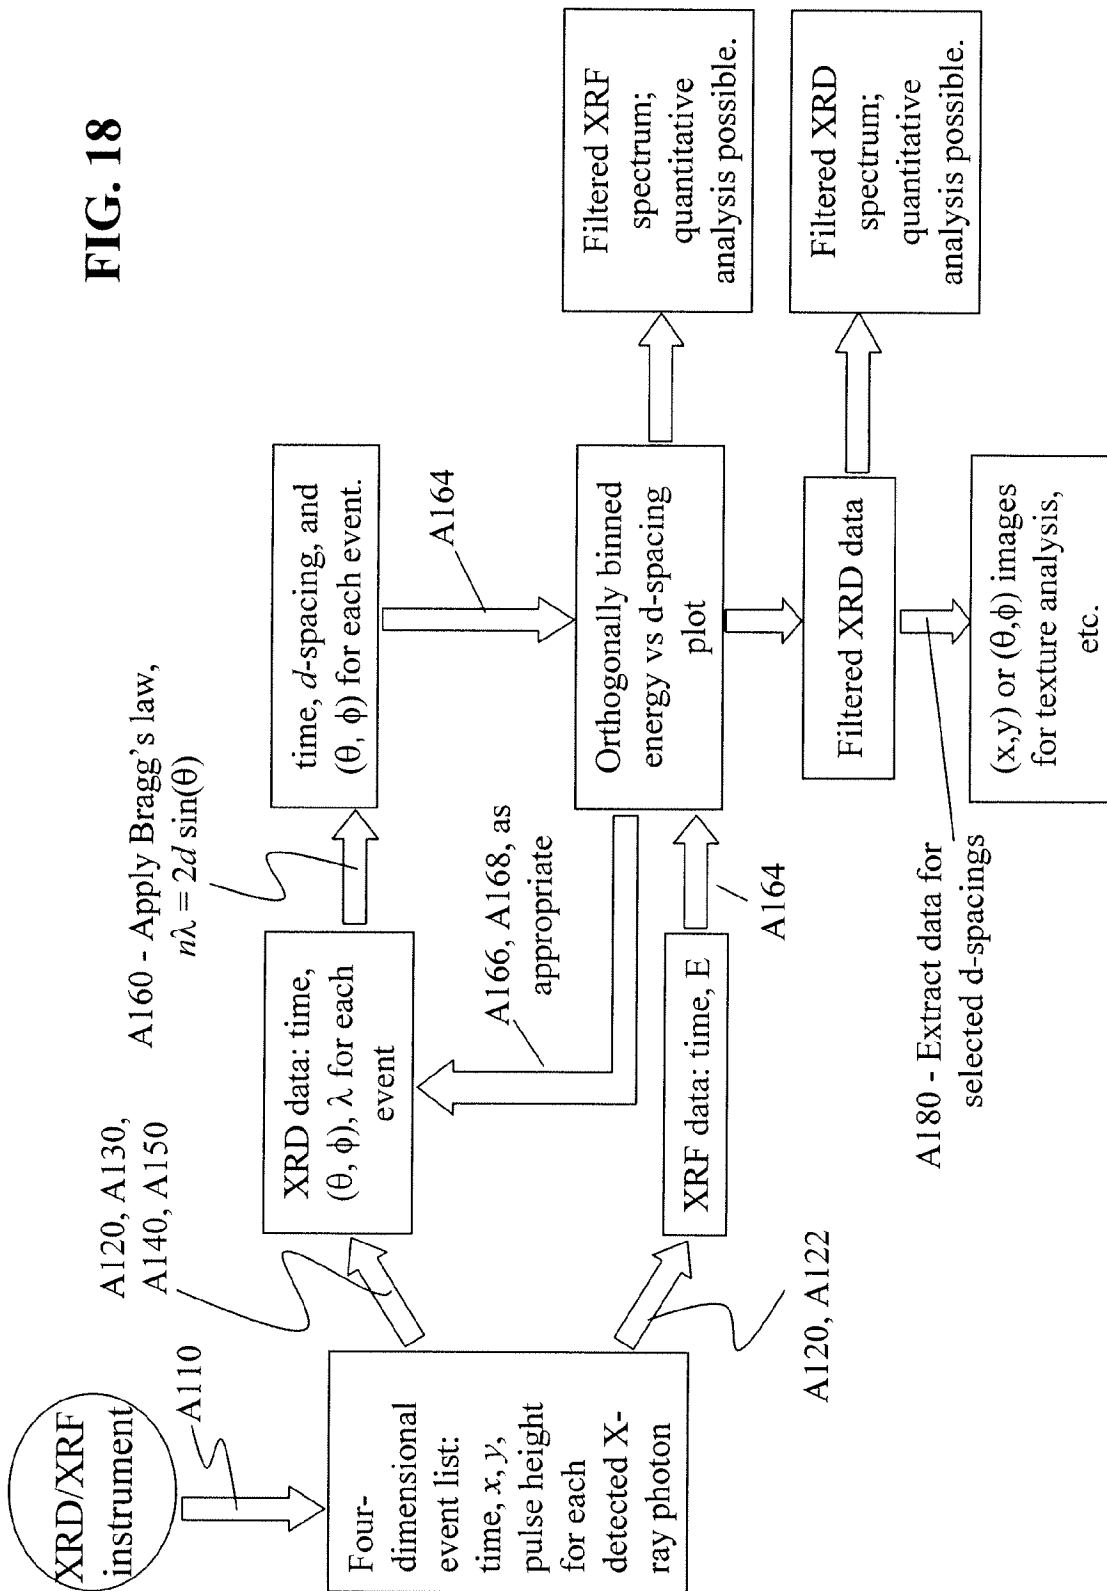 FIG. 18
XRD/XRF
instrument
A110
Four-
dimensional
event list:
time, x, y,
pulse height
for each
detected X-
ray photon
A120, A130,
A140, A150
A120, A122
XRD data: time,
(θ, ϕ), λ for each
event
XRF data: time, E
A160 - Apply Bragg's law,
nλ = 2d sin(θ)
time, d-spacing, and
(θ, ϕ) for each event.
A164
A166, A168, as
appropriate
A164
Orthogonally binned
energy vs d-spacing
plot
Filtered XRF
spectrum;
quantitative
analysis possible.
Filtered XRD data
Filtered XRD
spectrum;
quantitative
analysis possible.
A180 - Extract data for
selected d-spacings
(x,y) or (θ,ϕ) images
for texture analysis,
etc.